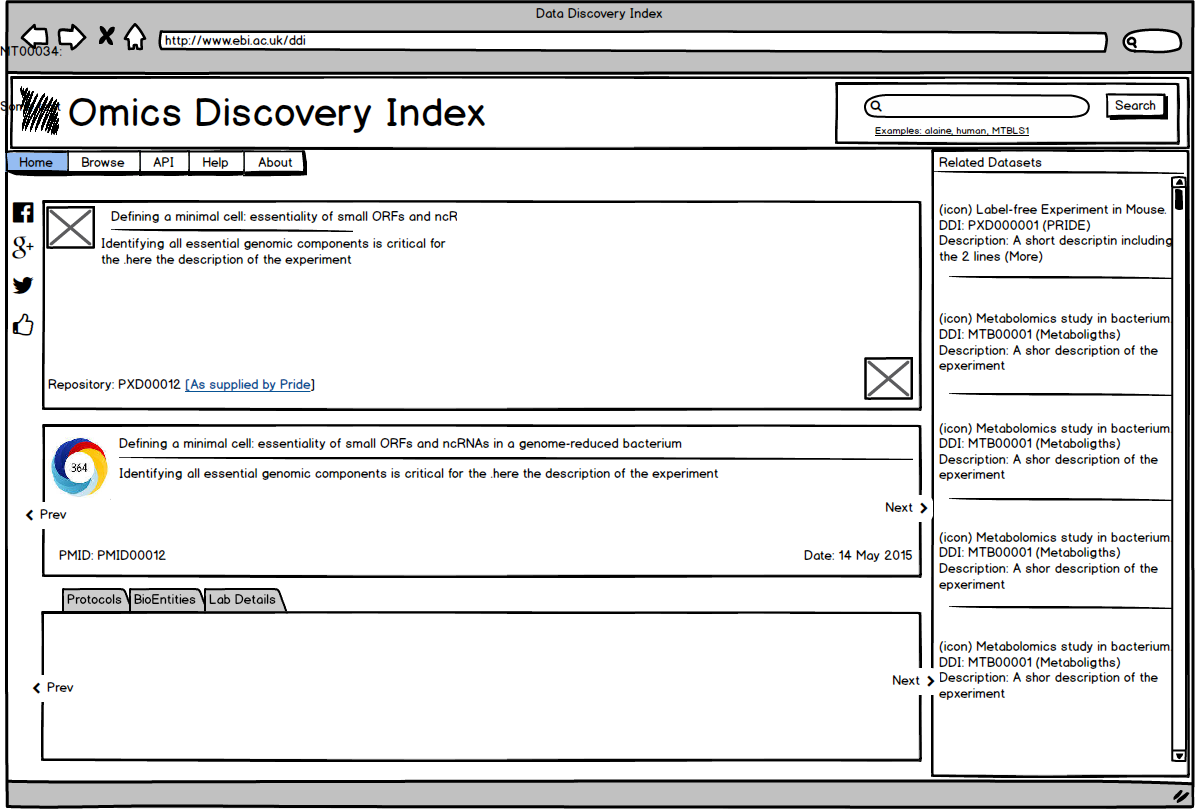 Data Discovery Index
http://www.ebi.ac.uk/ddi
MT00034:
Som
Omics Discovery Index
Search
Examples: alaine, human, MTBLS1
Home
Browse
API
Help
About
Defining a minimal cell: essentiality of small ORFs and ncR
Identifying all essential genomic components is critical for
the .here the description of the experiment
Repository: PXD00012 [As supplied by Pride]
364
Defining a minimal cell: essentiality of small ORFs and ncRNAs in a genome-reduced bacterium
Identifying all essential genomic components is critical for the .here the description of the experiment
Prev
Next
PMID: PMID00012
Date: 14 May 2015
Protocols
BioEntities
Lab Details
Prev
Next
Related Datasets
(icon) Label-free Experiment in Mouse.
DDI: PXD000001 (PRIDE)
Description: A short descriptin including
the 2 lines (More)
(icon) Metabolomics study in bacterium.
DDI: MTB00001 (Metaboligths)
Description: A shor description of the
epxeriment
(icon) Metabolomics study in bacterium.
DDI: MTB00001 (Metaboligths)
Description: A shor description of the
epxeriment
(icon) Metabolomics study in bacterium.
DDI: MTB00001 (Metaboligths)
Description: A shor description of the
epxeriment
(icon) Metabolomics study in bacterium.
DDI: MTB00001 (Metaboligths)
Description: A shor description of the
epxeriment